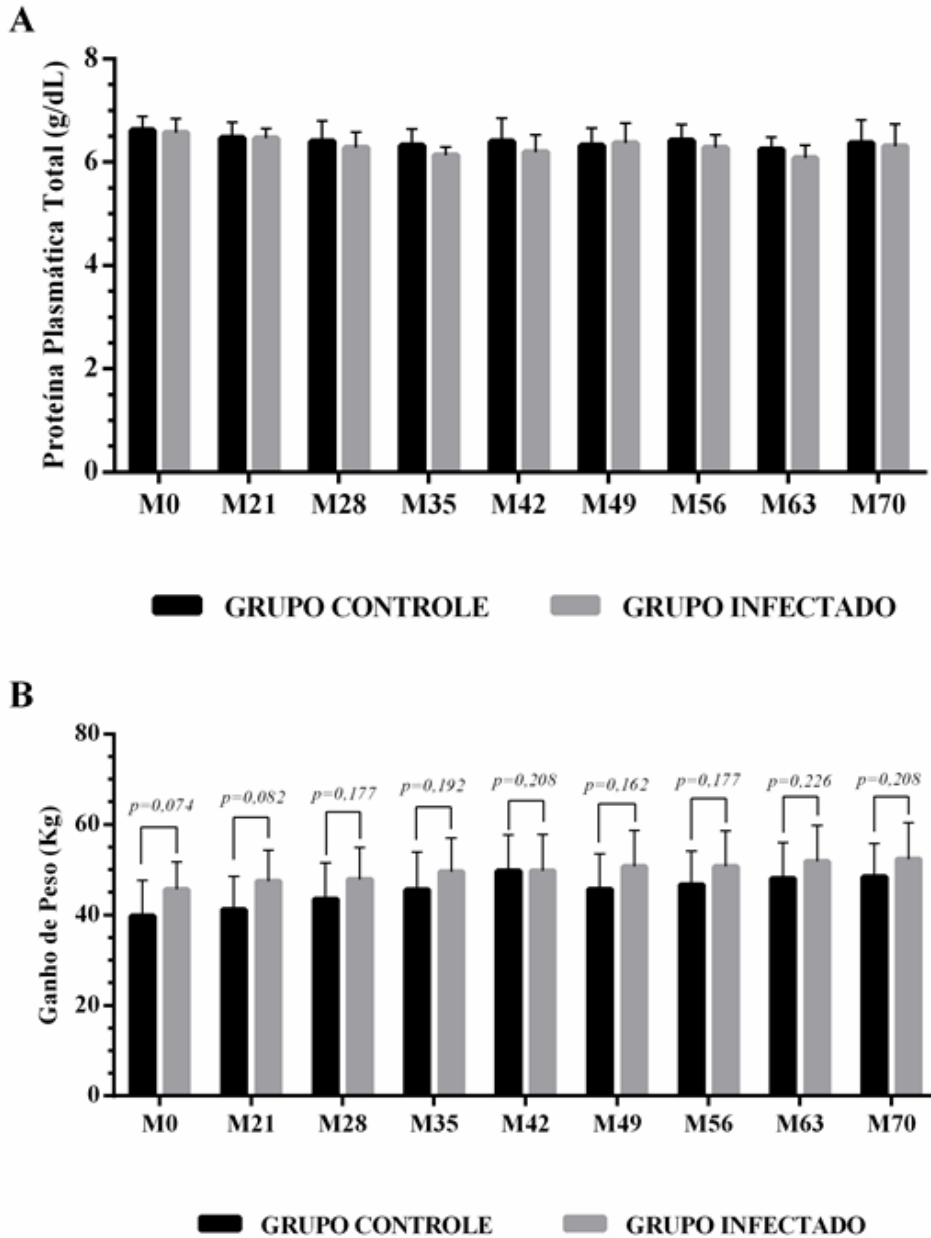 A
Proteína Plasmática Total (g/dL)
8
6
4
2
0
M0 M21 M28 M35 M42 M49 M56 M63 M70
GRUPO CONTROLE GRUPO INFECTADO
B
Ganho de Peso (Kg)
80
60
40
20
0
p=0,074 p=0,082 p=0,177 p=0,192 p=0,208 p=0,162 p=0,177 p=0,226 p=0,208
M0 M21 M28 M35 M42 M49 M56 M63 M70
GRUPO CONTROLE GRUPO INFECTADO